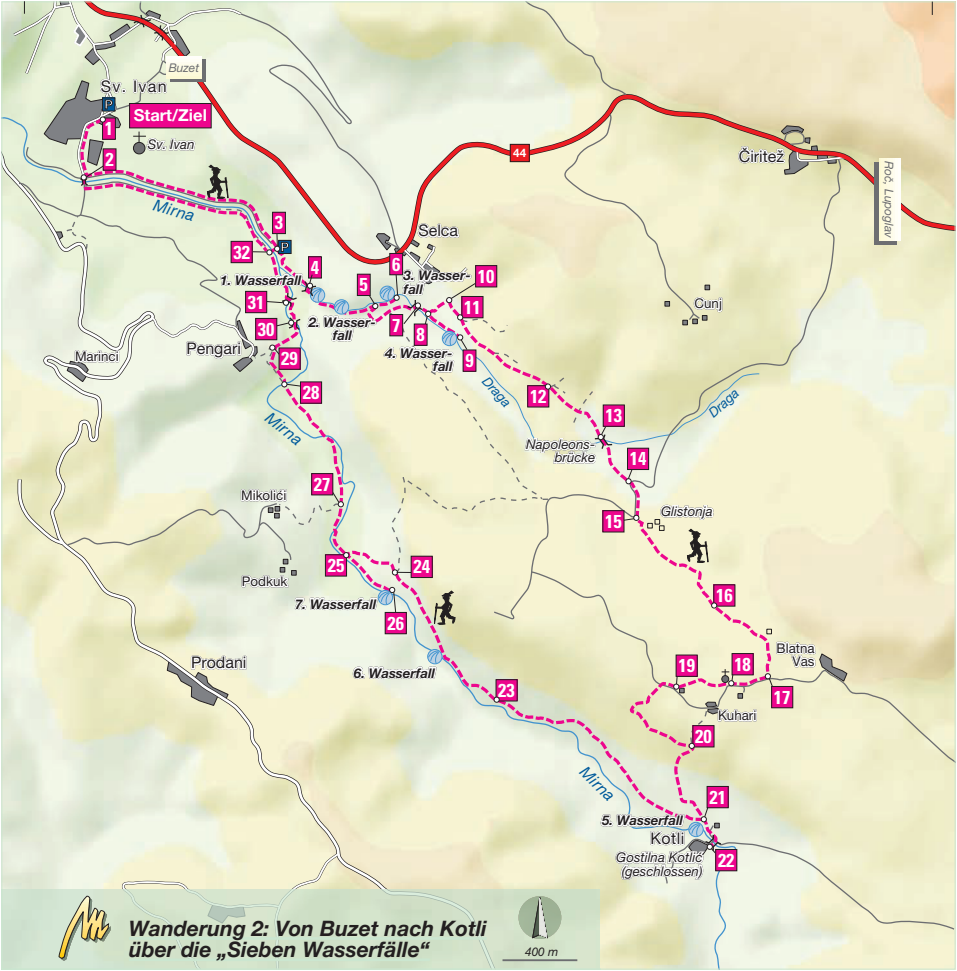 Buzet
Sv. Ivan
P
Start/Ziel
1
Sv. Ivan
2
44
Čiritež
Roč, Lupoglav
Mirna
3
P
32
Selca
4
5
6
1. Wasserfall
2. Wasser-
fall
3. Wasser-
fall
10
11
31
30
7
8
4. Wasser-
fall
9
Cunj
Pengari
29
28
Marinci
Draga
12
13
Draga
Napoleons-
brücke
Mirna
14
27
Mikolići
15
Glistonja
25
24
Podkuk
7. Wasserfall
26
16
Prodani
6. Wasserfall
23
19
18
Blatna
Vas
17
Kuhari
20
Mirna
21
5. Wasserfall
Kotli
22
Gostilna Kotlić
(geschlossen)
Wanderung 2: Von Buzet nach Kotli
über die „Sieben Wasserfälle“
400 m